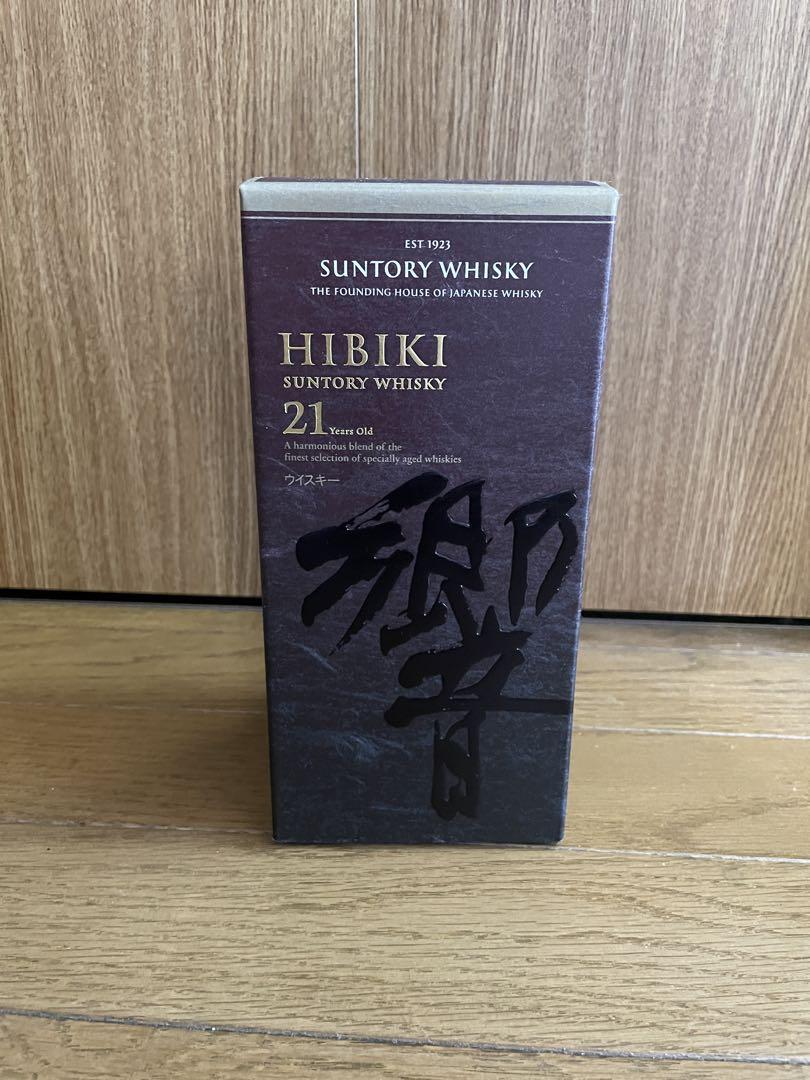 EST 1923
SUNTORY WHISKY
THE FOUNDING HOUSE OF JAPANESE WHISKY
HIBIKI
SUNTORY WHISKY
21 Years Old
A harmonious blend of the
finest selection of specially aged whiskies
ウイスキー
響